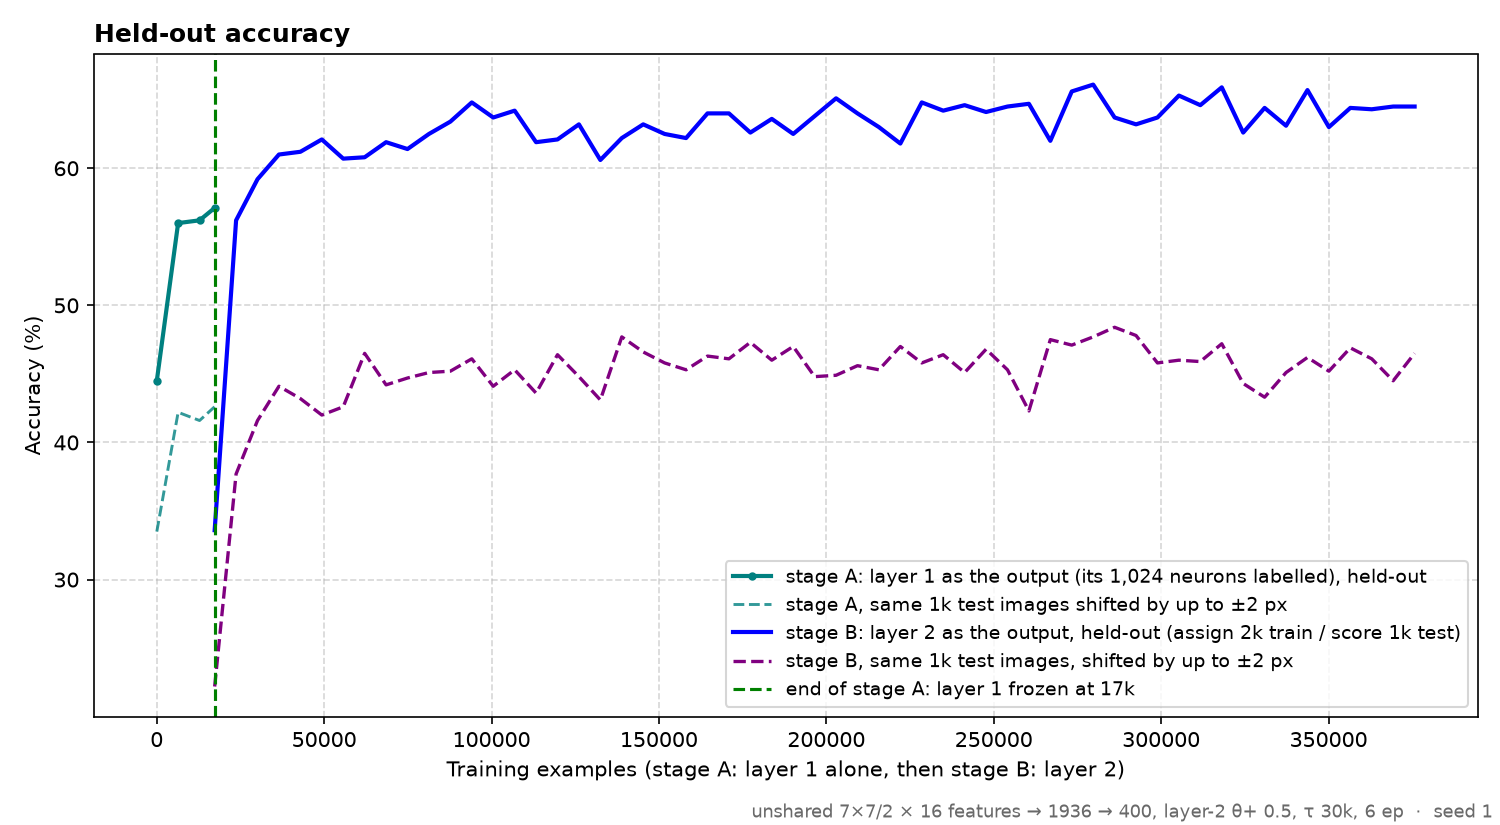 Held-out accuracy
Accuracy (%)
60
50
40
30
stage A: layer 1 as the output (its 1,024 neurons labelled), held-out
stage A, same 1k test images shifted by up to ±2 px
stage B: layer 2 as the output, held-out (assign 2k train / score 1k test)
stage B, same 1k test images, shifted by up to ±2 px
end of stage A: layer 1 frozen at 17k
0 50000 100000 150000 200000 250000 300000 350000
Training examples (stage A: layer 1 alone, then stage B: layer 2)
unshared 7×7/2 × 16 features → 1936 → 400, layer-2 θ+ 0.5, τ 30k, 6 ep · seed 1